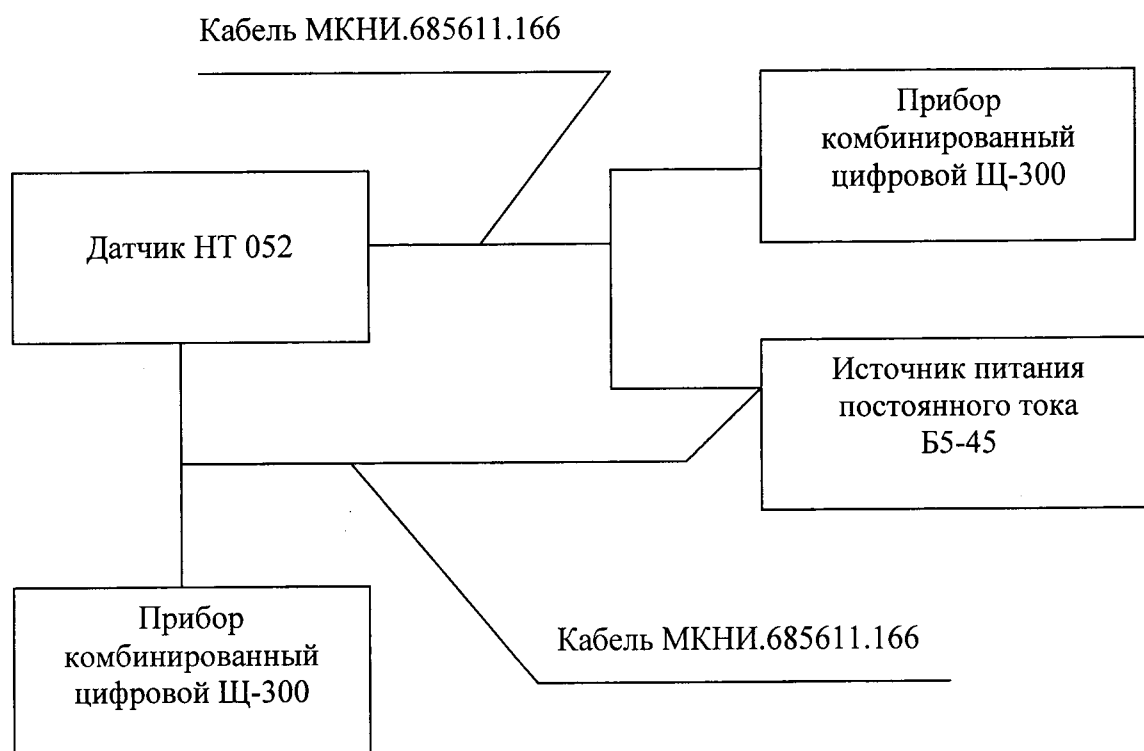 Кабель МКНИ.685611.166
Прибор
комбинированный
цифровой Щ-300
Датчик НТ 052
Источник питания
постоянного тока
Б5-45
Прибор
комбинированный
цифровой Щ-300
Кабель МКНИ.685611.166